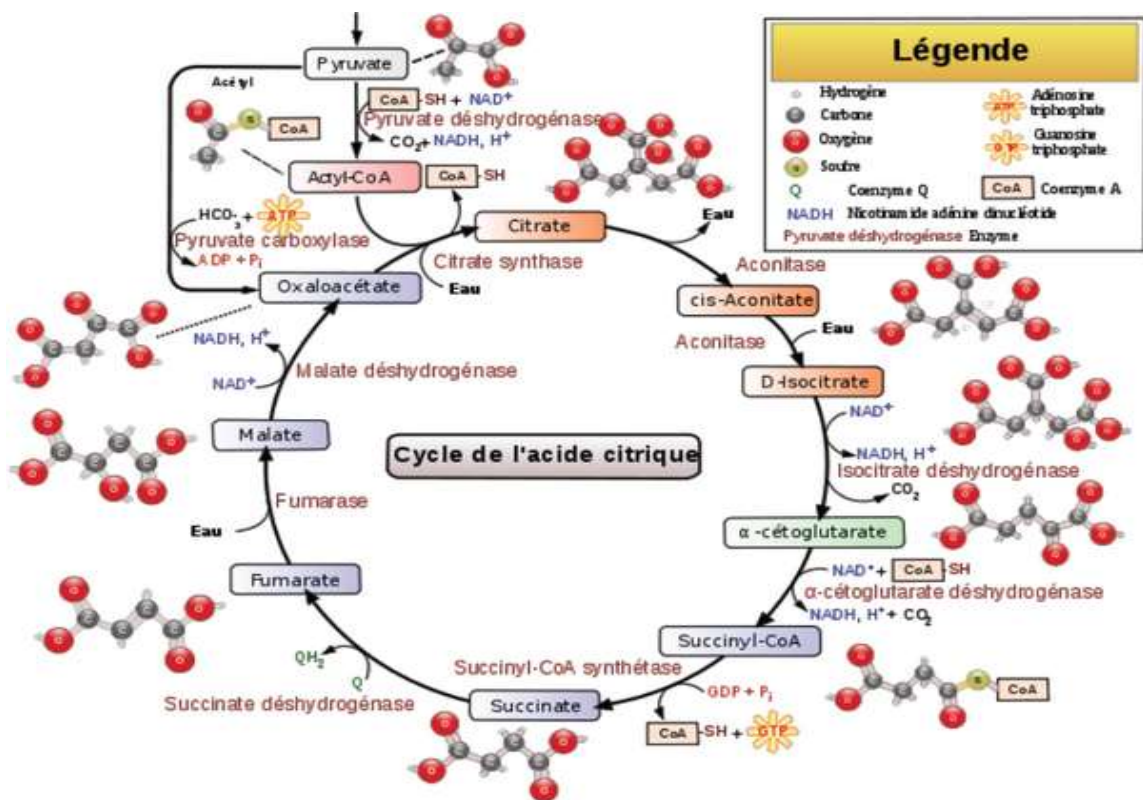 Pyruvate
Acétyl
CoA -SH + NAD⁺
Pyruvate déshydrogénase
CO₂+ NADH, H⁺
S CoA
Actyl-CoA
CoA -SH
HCO₃⁻ + ATP
Pyruvate carboxylase
ADP + Pᵢ
Citrate
Citrate synthase
Eau
Eau
Oxaloacétate
Aconitase
cis-Aconitate
Aconitase
Eau
D-Isocitrate
NAD⁺
NADH, H⁺
Isocitrate déshydrogénase
CO₂
α -cétoglutarate
NAD⁺ + CoA -SH
α-cétoglutarate déshydrogénase
NADH, H⁺ + CO₂
Succinyl-CoA
S CoA
Succinyl-CoA synthétase
GDP + Pᵢ
CoA -SH + GTP
Succinate
QH₂
Q
Succinate déshydrogénase
Fumarate
Eau
Fumarase
Malate
NADH, H⁺
NAD⁺
Malate déshydrogénase
Cycle de l'acide citrique
Légende
Hydrogène
C Carbone
O Oxygène
S Soufre
Q Coenzyme Q
NADH Nicotinamide adénine dinucléotide
Pyruvate déshydrogénase Enzyme
ATP Adénosine
triphosphate
GTP Guanosine
triphosphate
CoA Coenzyme A